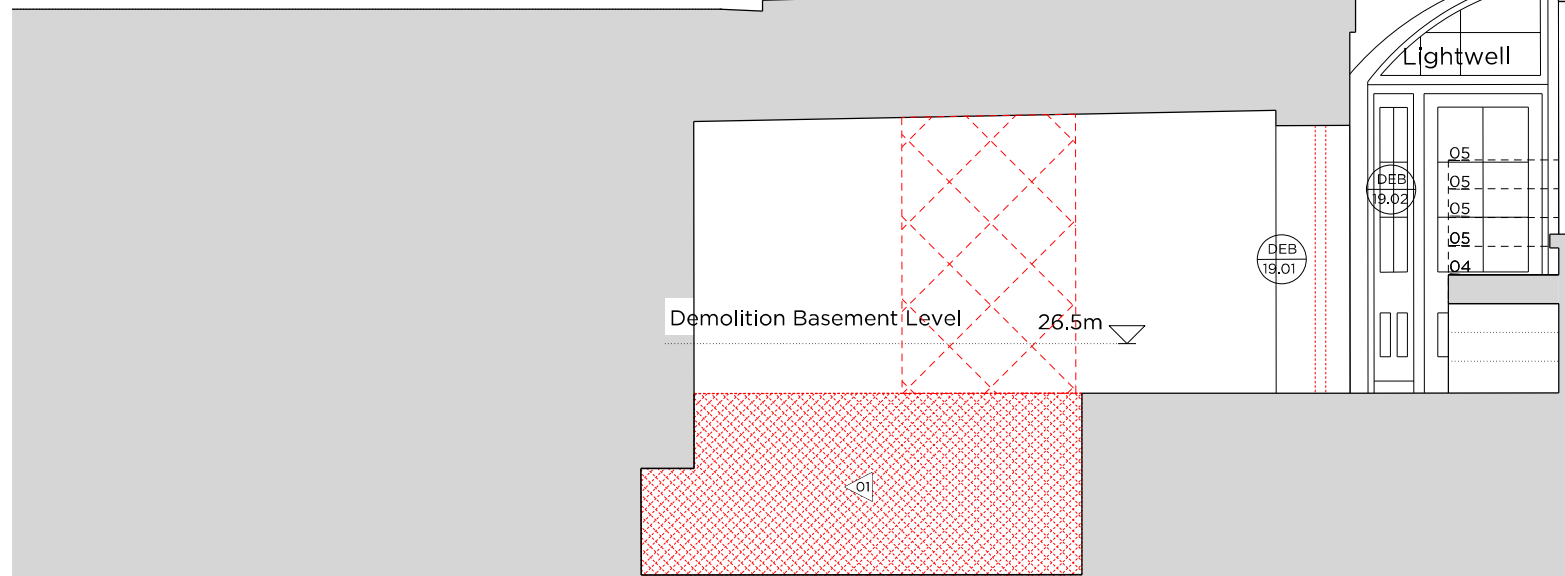 Lightwell
05
DEB
19.02
05
05
05
DEB
19.01
04
Demolition Basement Level
26.5m
01